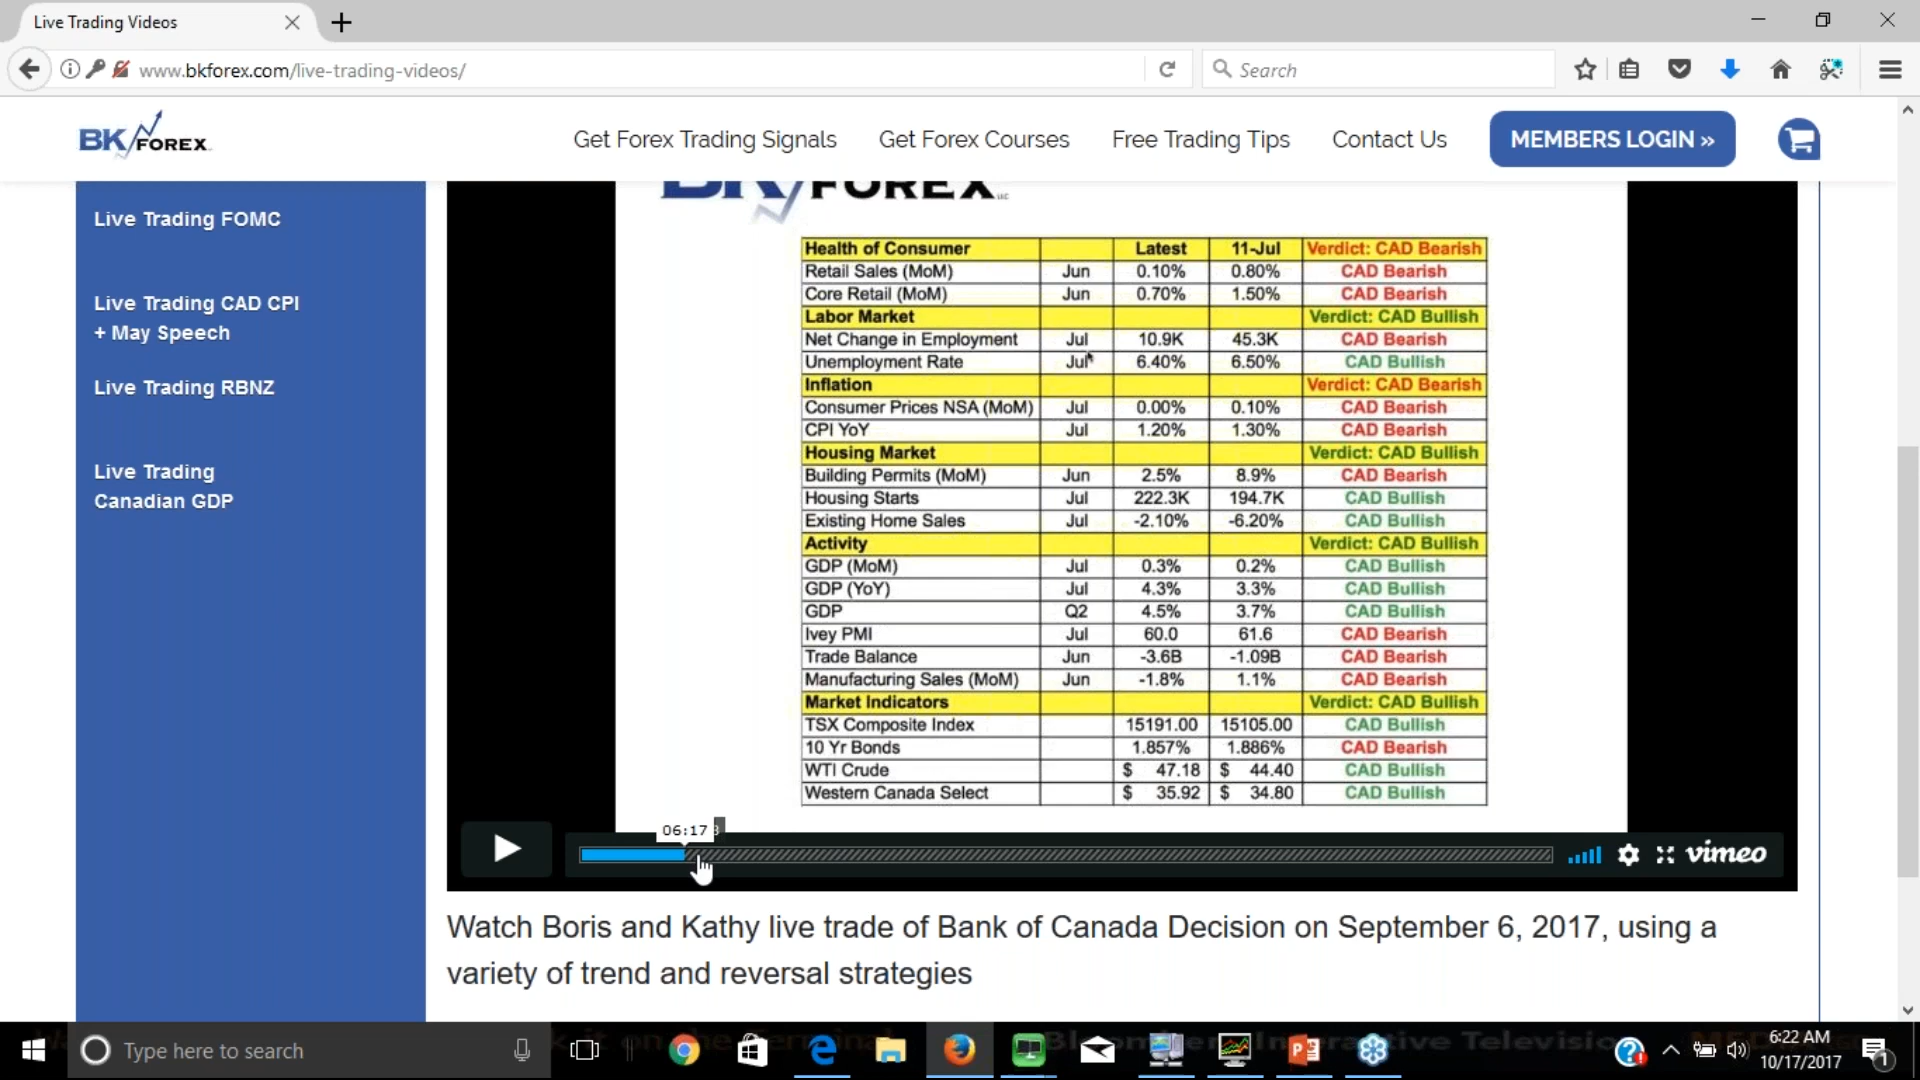 Live Trading Videos
www.bkforex.com/live-trading-videos/
Search
BK FOREX
Get Forex Trading Signals
Get Forex Courses
Free Trading Tips
Contact Us
MEMBERS LOGIN »
Live Trading FOMC
Live Trading CAD CPI
+ May Speech
Live Trading RBNZ
Live Trading
Canadian GDP
BK FOREX LLC
Health of Consumer Latest 11-Jul Verdict: CAD Bearish
Retail Sales (MoM) Jun 0.10% 0.80% CAD Bearish
Core Retail (MoM) Jun 0.70% 1.50% CAD Bearish
Labor Market Verdict: CAD Bullish
Net Change in Employment Jul 10.9K 45.3K CAD Bearish
Unemployment Rate Jul 6.40% 6.50% CAD Bullish
Inflation Verdict: CAD Bearish
Consumer Prices NSA (MoM) Jul 0.00% 0.10% CAD Bearish
CPI YoY Jul 1.20% 1.30% CAD Bearish
Housing Market Verdict: CAD Bullish
Building Permits (MoM) Jun 2.5% 8.9% CAD Bearish
Housing Starts Jul 222.3K 194.7K CAD Bullish
Existing Home Sales Jul -2.10% -6.20% CAD Bullish
Activity Verdict: CAD Bullish
GDP (MoM) Jul 0.3% 0.2% CAD Bullish
GDP (YoY) Jul 4.3% 3.3% CAD Bullish
GDP Q2 4.5% 3.7% CAD Bullish
Ivey PMI Jul 60.0 61.6 CAD Bearish
Trade Balance Jun -3.6B -1.09B CAD Bearish
Manufacturing Sales (MoM) Jun -1.8% 1.1% CAD Bearish
Market Indicators Verdict: CAD Bullish
TSX Composite Index 15191.00 15105.00 CAD Bullish
10 Yr Bonds 1.857% 1.886% CAD Bearish
WTI Crude $ 47.18 $ 44.40 CAD Bullish
Western Canada Select $ 35.92 $ 34.80 CAD Bullish
06:17
vimeo
Watch Boris and Kathy live trade of Bank of Canada Decision on September 6, 2017, using a
variety of trend and reversal strategies
Type here to search
6:22 AM
10/17/2017
1